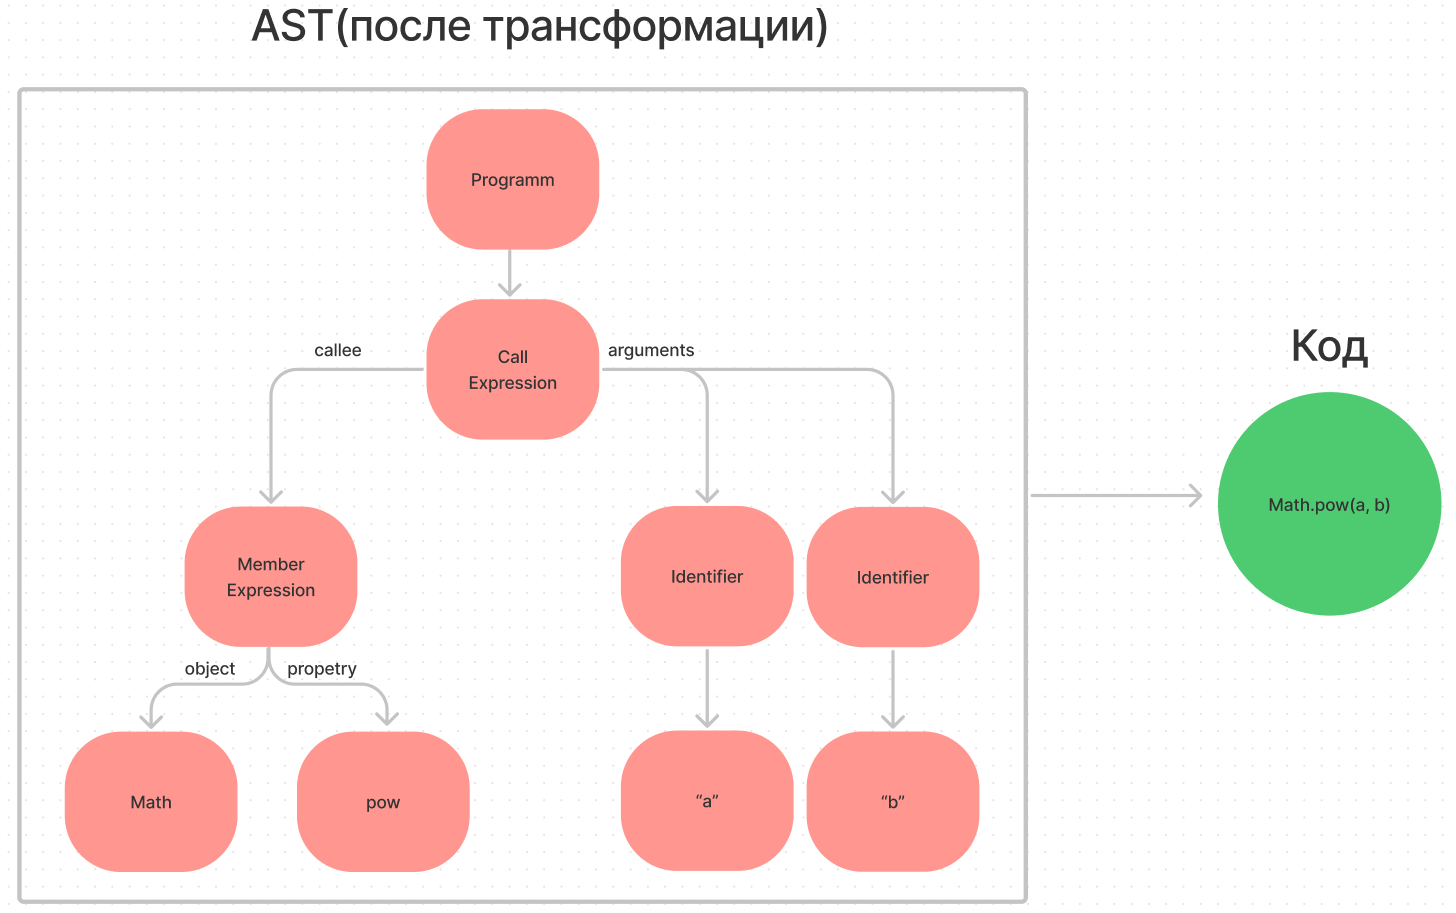 AST(после трансформации)
Programm
callee
Call
Expression
arguments
Код
Math.pow(a, b)
Member
Expression
Identifier
Identifier
object
propetry
Math
pow
“a”
“b”